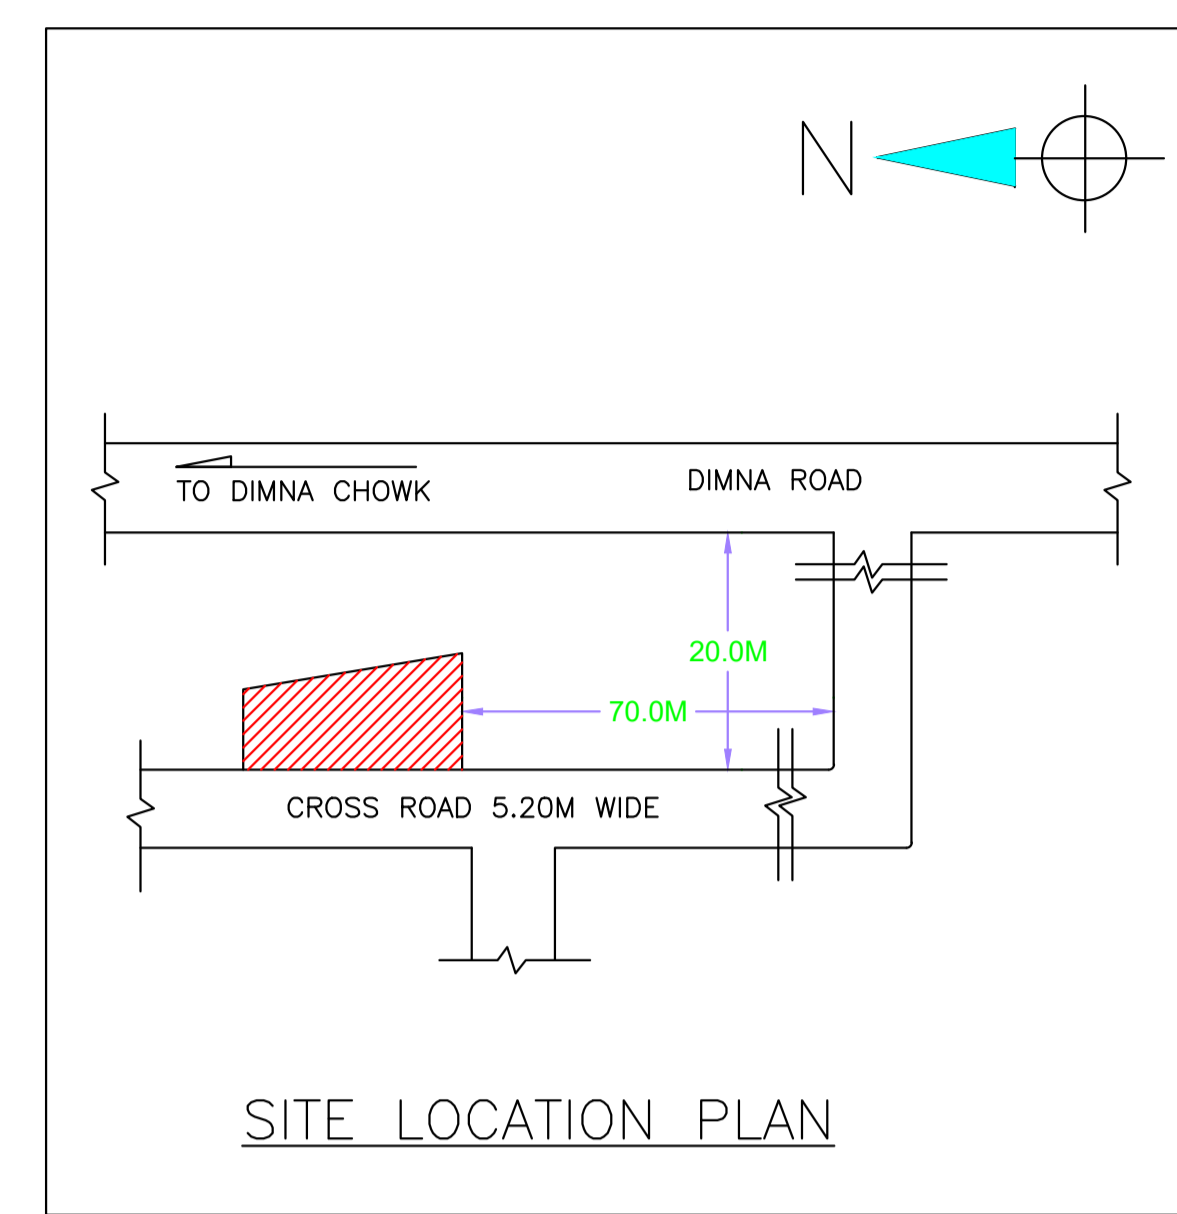 N
DIMNA ROAD
TO DIMNA CHOWK
20.0M
70.0M
CROSS ROAD 5.20M WIDE
SITE LOCATION PLAN